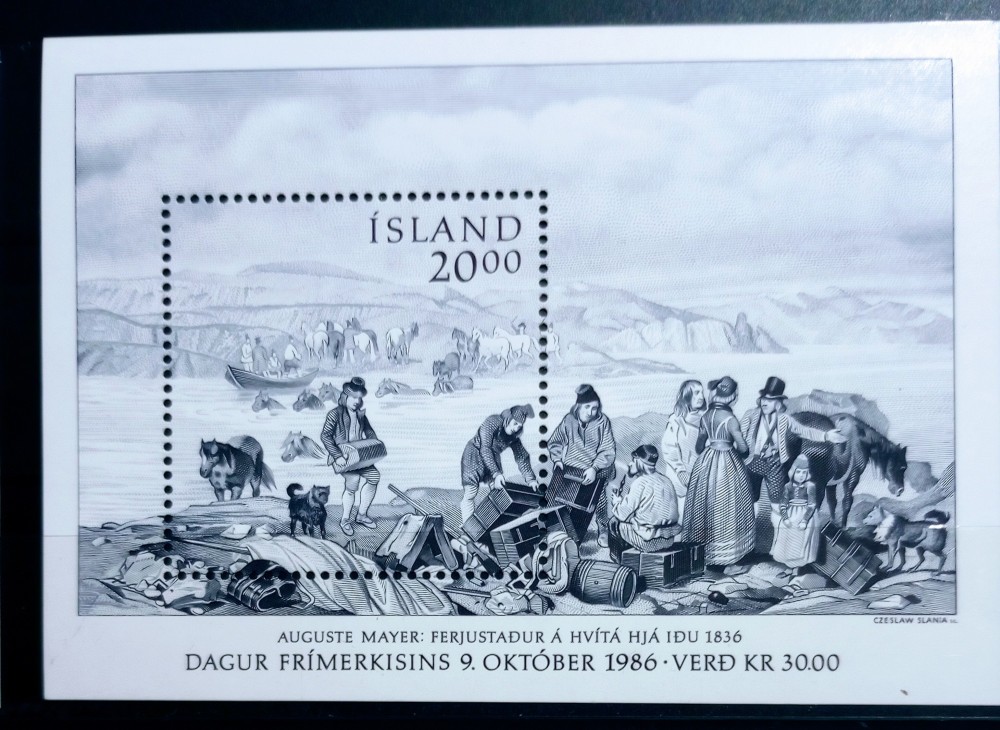 ÍSLAND
20⁰⁰
CZESLAW SLANIA SC.
AUGUSTE MAYER: FERJUSTAÐUR Á HVÍTÁ HJÁ IÐU 1836
DAGUR FRÍMERKISINS 9. OKTÓBER 1986 · VERÐ KR 30.00